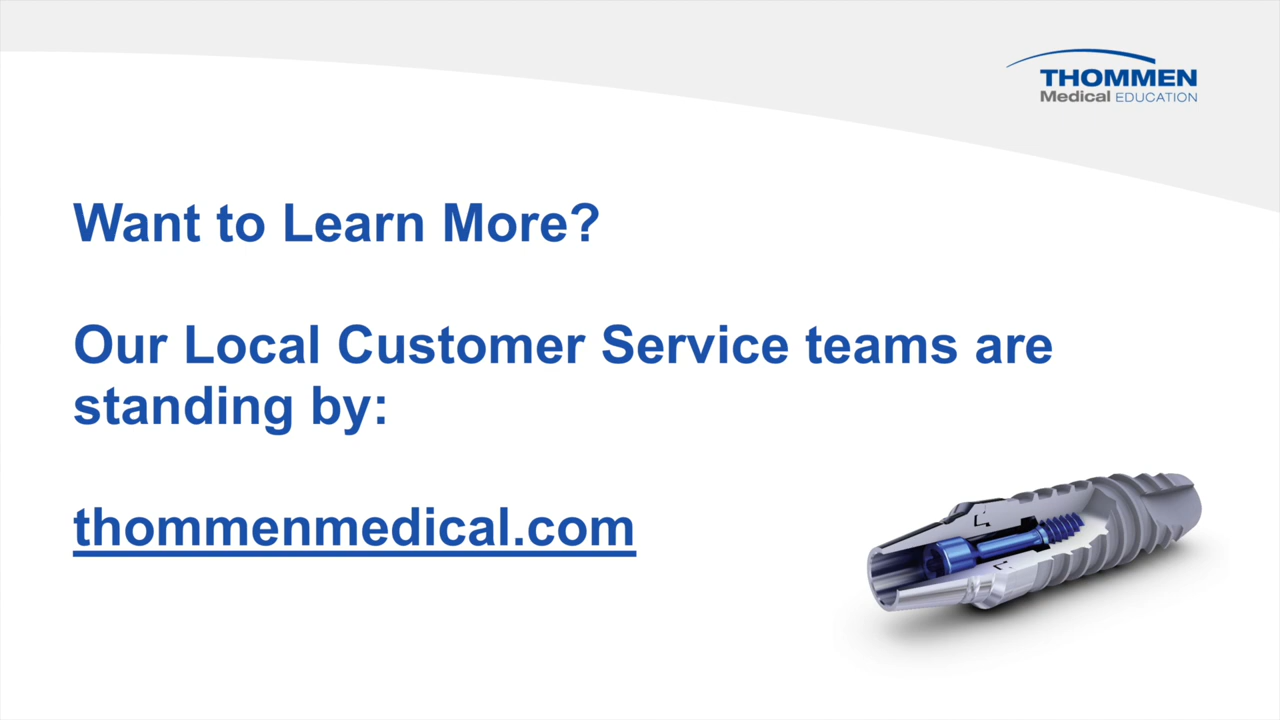 THOMMEN
Medical EDUCATION
Want to Learn More?
Our Local Customer Service teams are
standing by:
thommenmedical.com